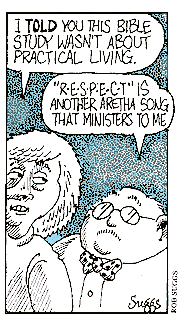 I TOLD YOU THIS BIBLE
STUDY WASN'T ABOUT
PRACTICAL LIVING.
"R·E·S·P·E·C·T" IS
ANOTHER ARETHA SONG
THAT MINISTERS TO ME
Suggs
ROB SUGGS